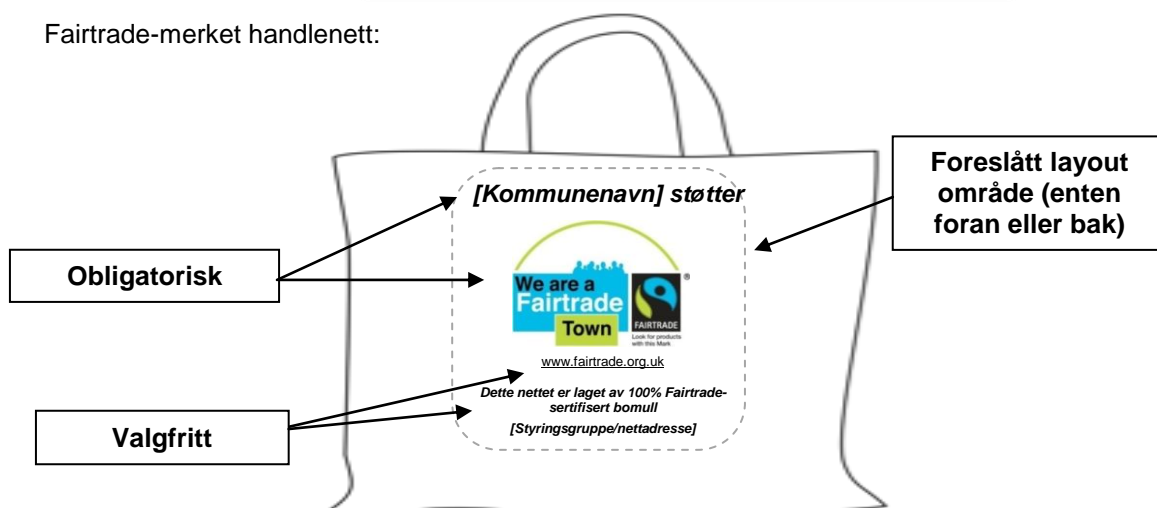 Fairtrade-merket handlenett:
[Kommunenavn] støtter
Foreslått layout
område (enten
foran eller bak)
Obligatorisk
We are a
Fairtrade
Town
®
FAIRTRADE
Look for products
with this Mark
www.fairtrade.org.uk
Dette nettet er laget av 100% Fairtrade-
sertifisert bomull
[Styringsgruppe/nettadresse]
Valgfritt